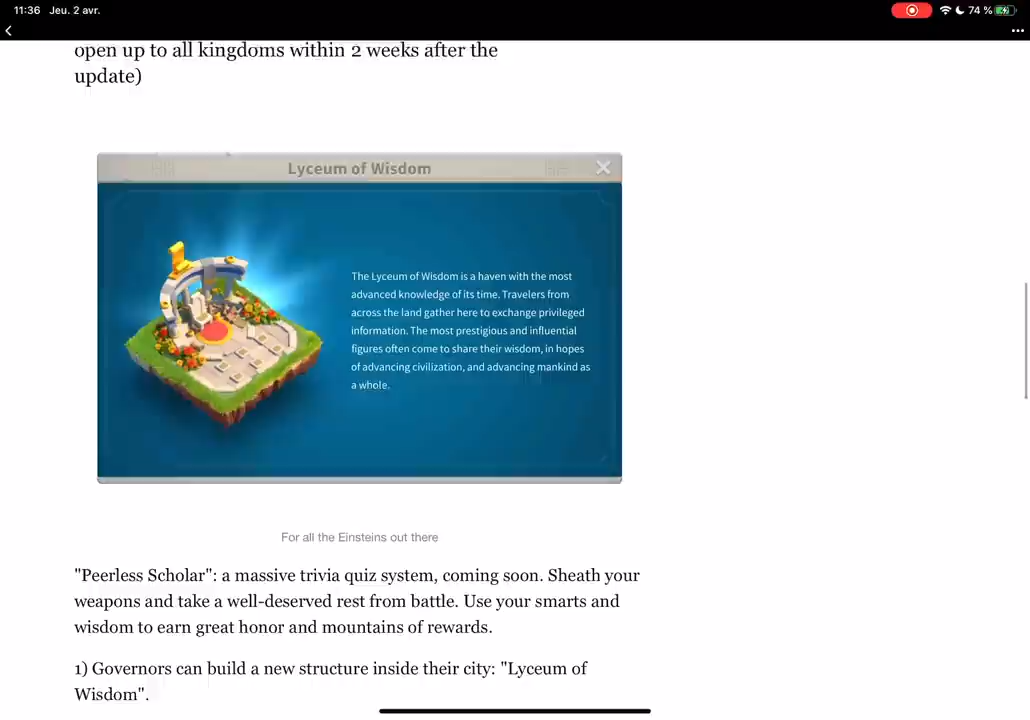 11:36 Jeu. 2 avr. 74 %
open up to all kingdoms within 2 weeks after the
update)
Lyceum of Wisdom
The Lyceum of Wisdom is a haven with the most
advanced knowledge of its time. Travelers from
across the land gather here to exchange privileged
information. The most prestigious and influential
figures often come to share their wisdom, in hopes
of advancing civilization, and advancing mankind as
a whole.
For all the Einsteins out there
"Peerless Scholar": a massive trivia quiz system, coming soon. Sheath your
weapons and take a well-deserved rest from battle. Use your smarts and
wisdom to earn great honor and mountains of rewards.
1) Governors can build a new structure inside their city: "Lyceum of
Wisdom".